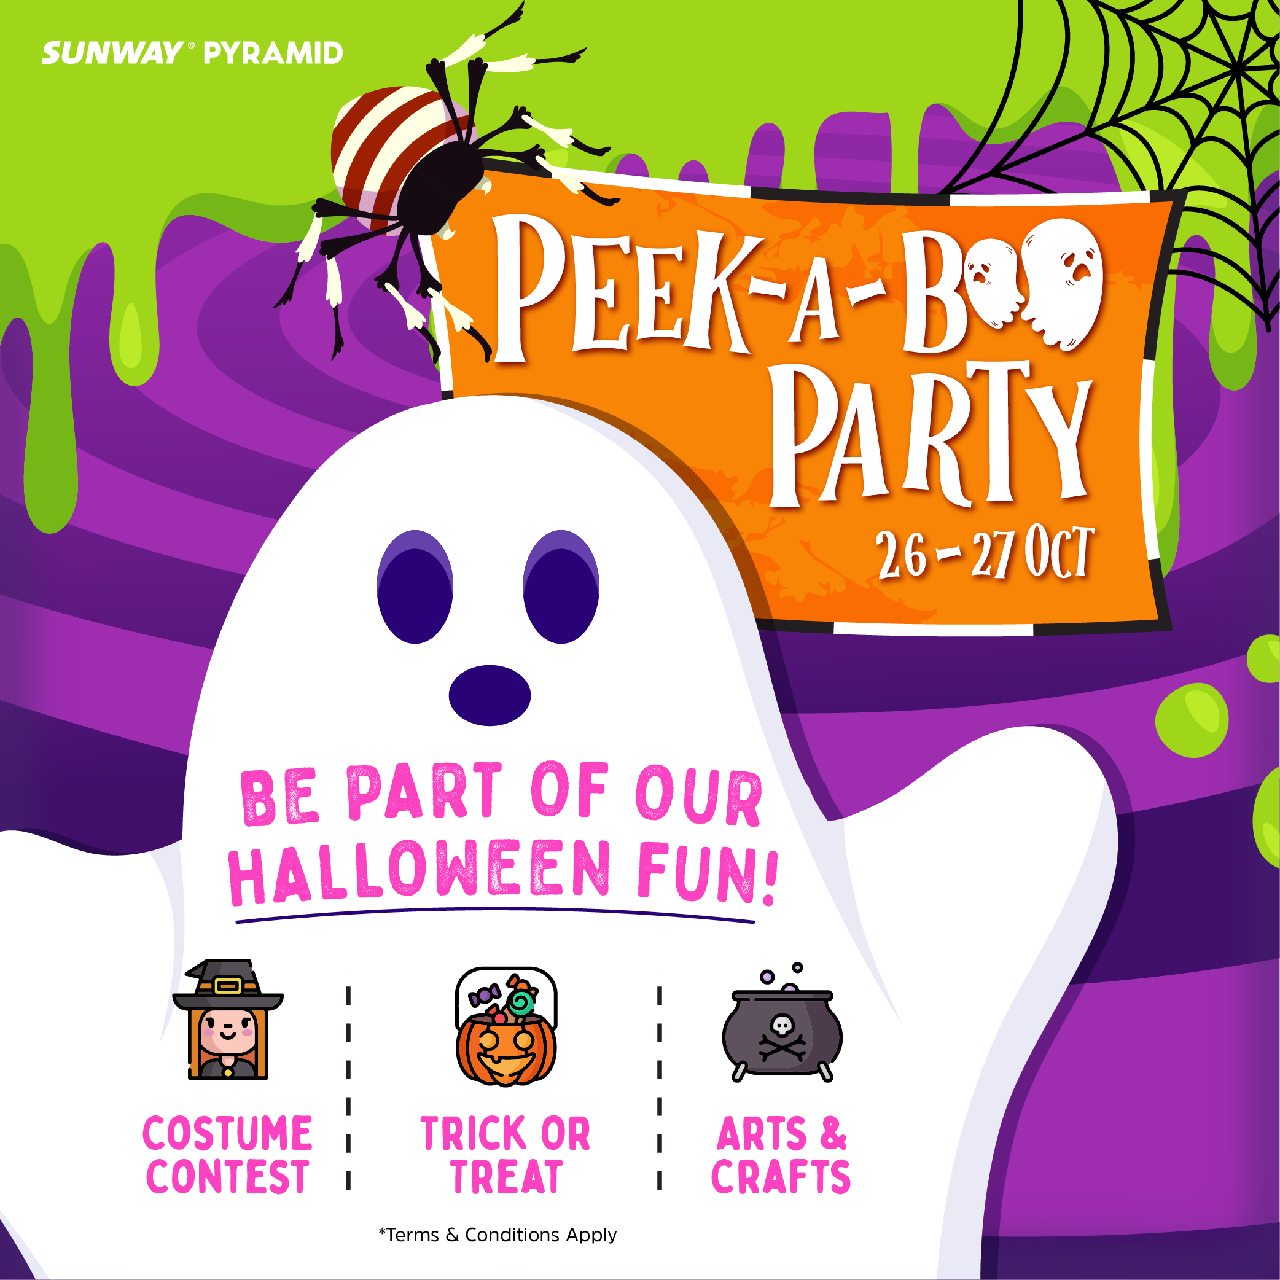 SUNWAY® PYRAMID
PEEK-A-BOO
PARTY
26 - 27 OCT
BE PART OF OUR
HALLOWEEN FUN!
COSTUME
CONTEST
TRICK OR
TREAT
ARTS &
CRAFTS
*Terms & Conditions Apply